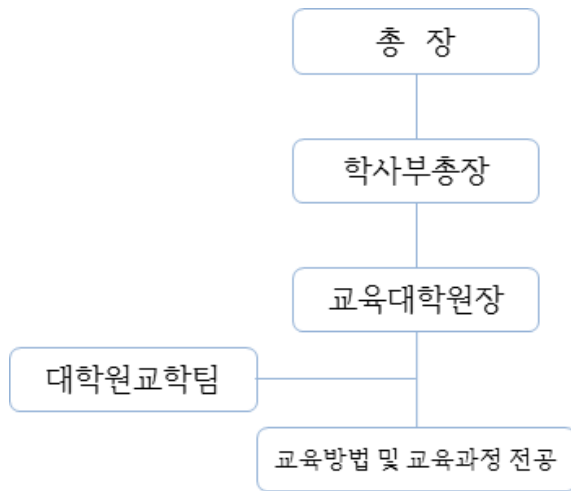 총 장
학사부총장
교육대학원장
대학원교학팀
교육방법 및 교육과정 전공